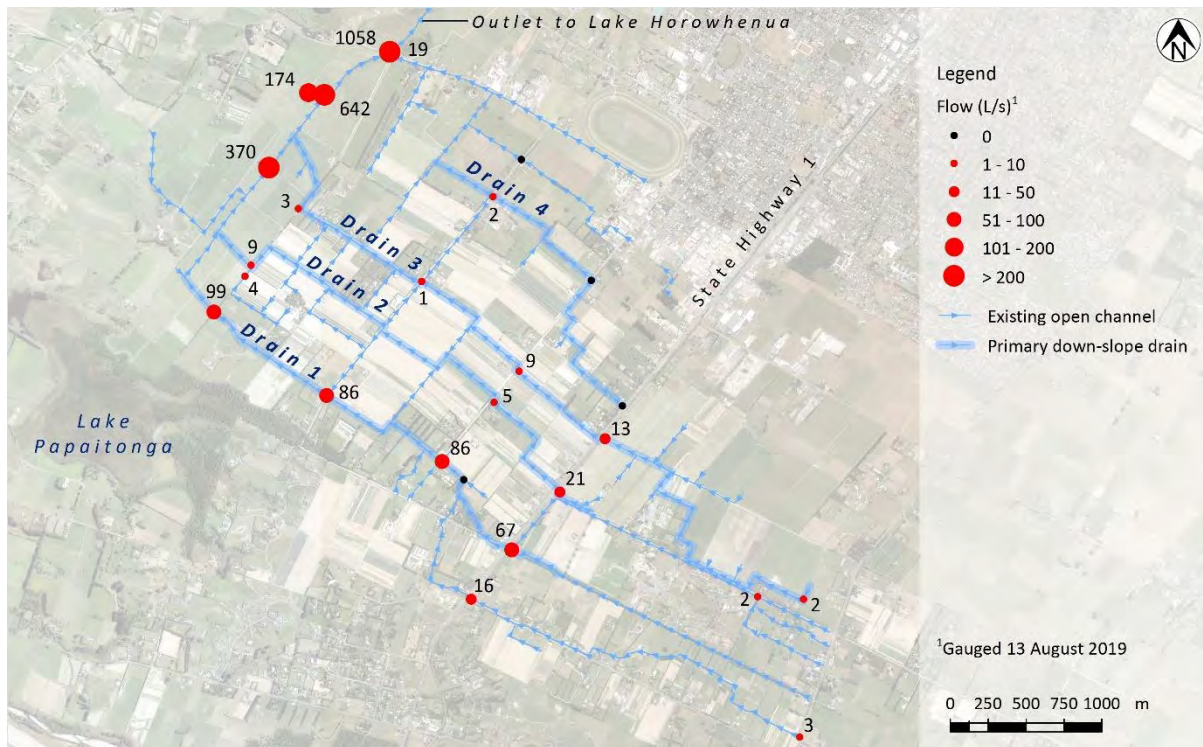 Outlet to Lake Horowhenua
1058
19
174
642
370
3
Drain 4
2
State Highway 1
Drain 3
9
4
Drain 2
1
99
Drain 1
9
5
86
13
Lake
Papaitonga
86
21
67
16
2
2
3
Legend
Flow (L/s)1
0
1 - 10
11 - 50
51 - 100
101 - 200
> 200
Existing open channel
Primary down-slope drain
1Gauged 13 August 2019
0 250 500 750 1000 m